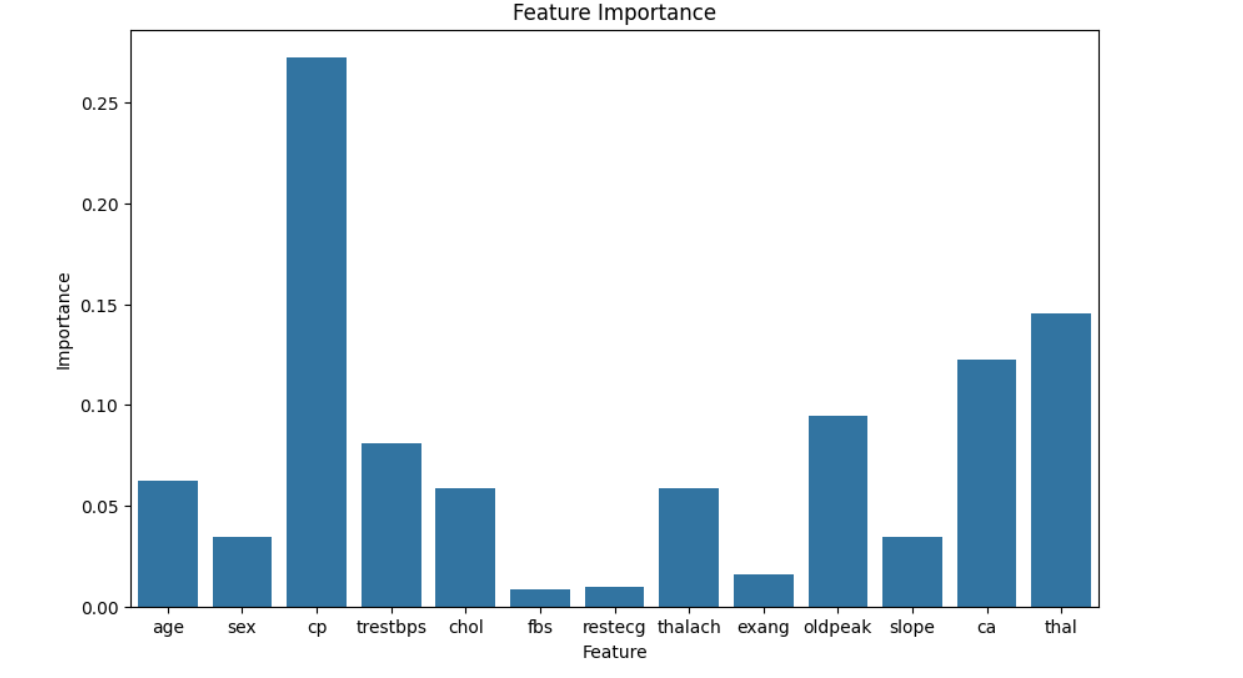 Feature Importance
0.25
0.20
0.15
0.10
0.05
0.00
Importance
age sex cp trestbps chol fbs restecg thalach exang oldpeak slope ca thal
Feature